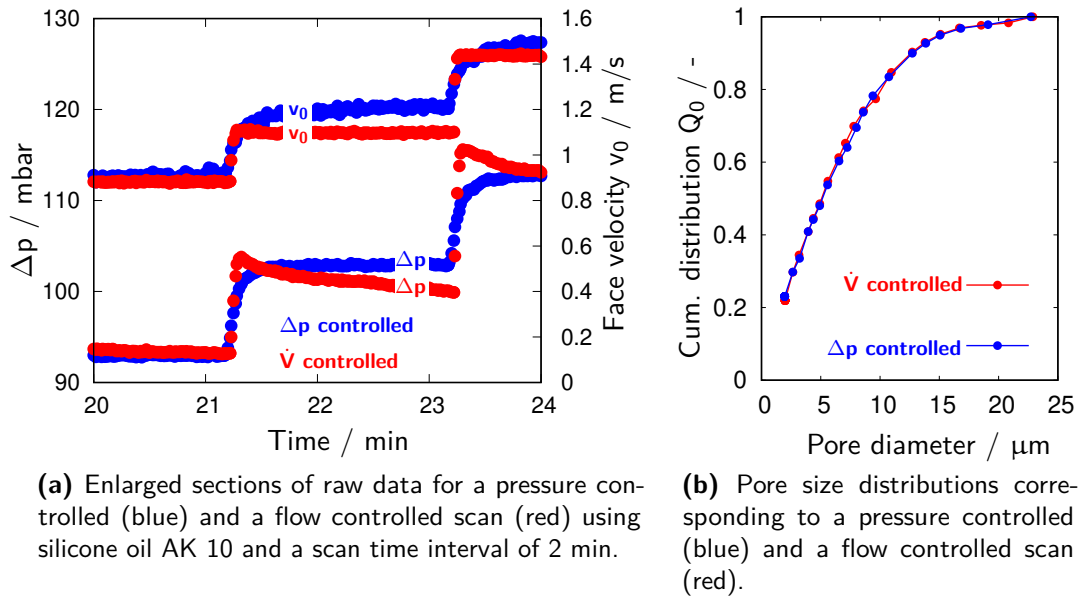 130
120
110
100
90
1.6
1.4
1.2
1
0.8
0.6
0.4
0.2
0
20
21
22
23
24
Δp / mbar
Face velocity v₀ / m/s
Time / min
v₀
v₀
Δp
Δp
Δp controlled
V̇ controlled
1
0.8
0.6
0.4
0.2
0
0
5
10
15
20
25
Cum. distribution Q₀ / -
Pore diameter / μm
V̇ controlled
Δp controlled
(a) Enlarged sections of raw data for a pressure con-
trolled (blue) and a flow controlled scan (red) using
silicone oil AK 10 and a scan time interval of 2 min.
(b) Pore size distributions corre-
sponding to a pressure controlled
(blue) and a flow controlled scan
(red).